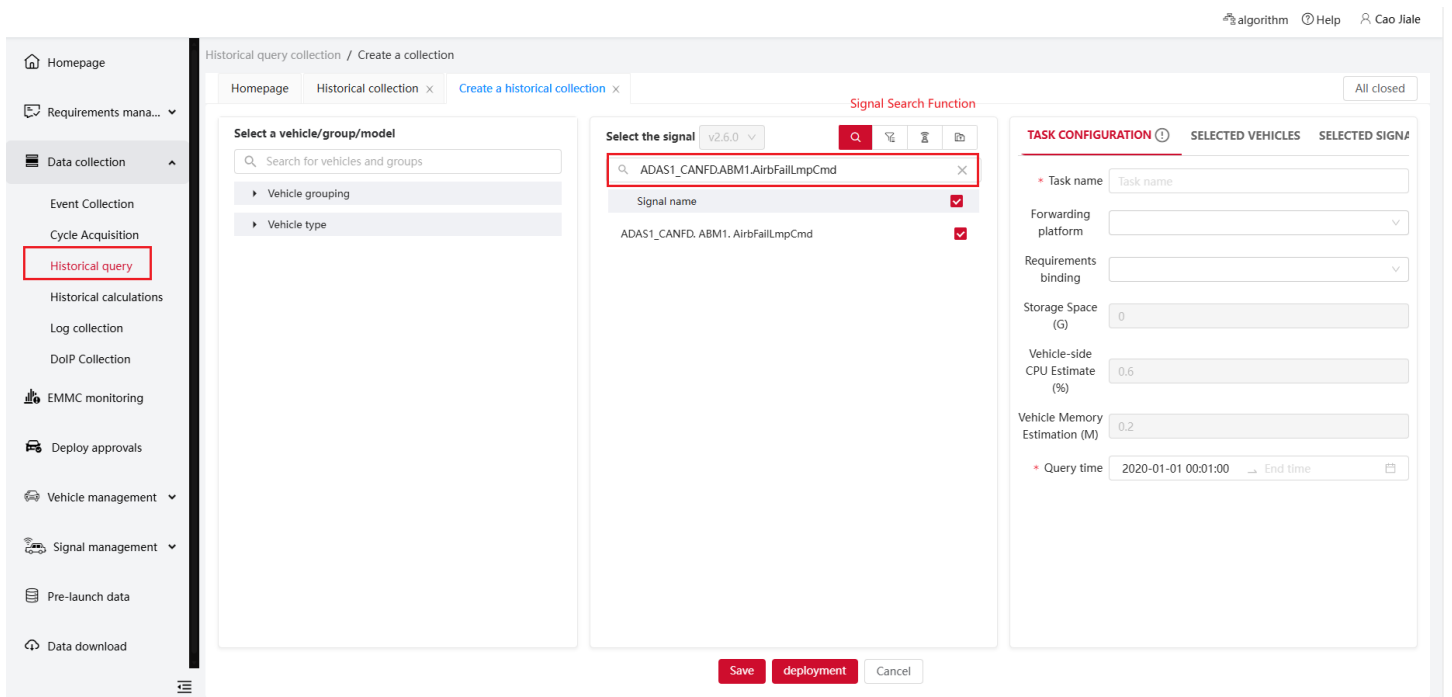 algorithm Help Cao Jiale
Homepage
Requirements mana...
Data collection
Event Collection
Cycle Acquisition
Historical query
Historical calculations
Log collection
DoIP Collection
EMMC monitoring
Deploy approvals
Vehicle management
Signal management
Pre-launch data
Data download
Historical query collection / Create a collection
Homepage Historical collection × Create a historical collection × All closed
Signal Search Function
Select a vehicle/group/model
Search for vehicles and groups
Vehicle grouping
Vehicle type
Select the signal v2.6.0
ADAS1_CANFD.ABM1.AirbFailLmpCmd
Signal name
ADAS1_CANFD. ABM1. AirbFailLmpCmd
TASK CONFIGURATION SELECTED VEHICLES SELECTED SIGNA
* Task name Task name
Forwarding
platform
Requirements
binding
Storage Space
(G) 0
Vehicle-side
CPU Estimate 0.6
(%)
Vehicle Memory
Estimation (M) 0.2
* Query time 2020-01-01 00:01:00 End time
Save deployment Cancel